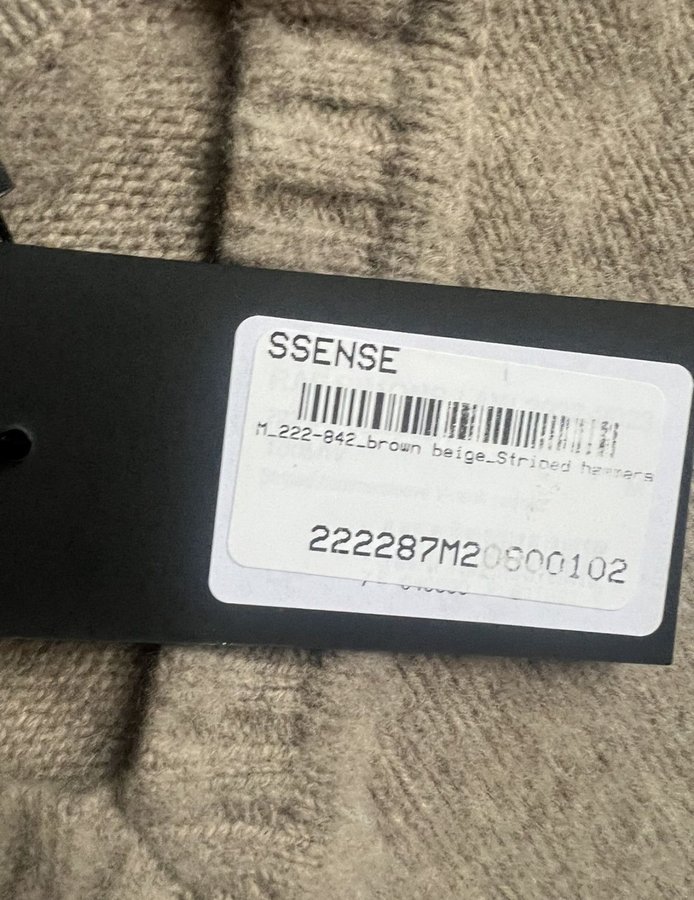 SSENSE
M_222-842_brown beige_Striped hammers
222287M20800102